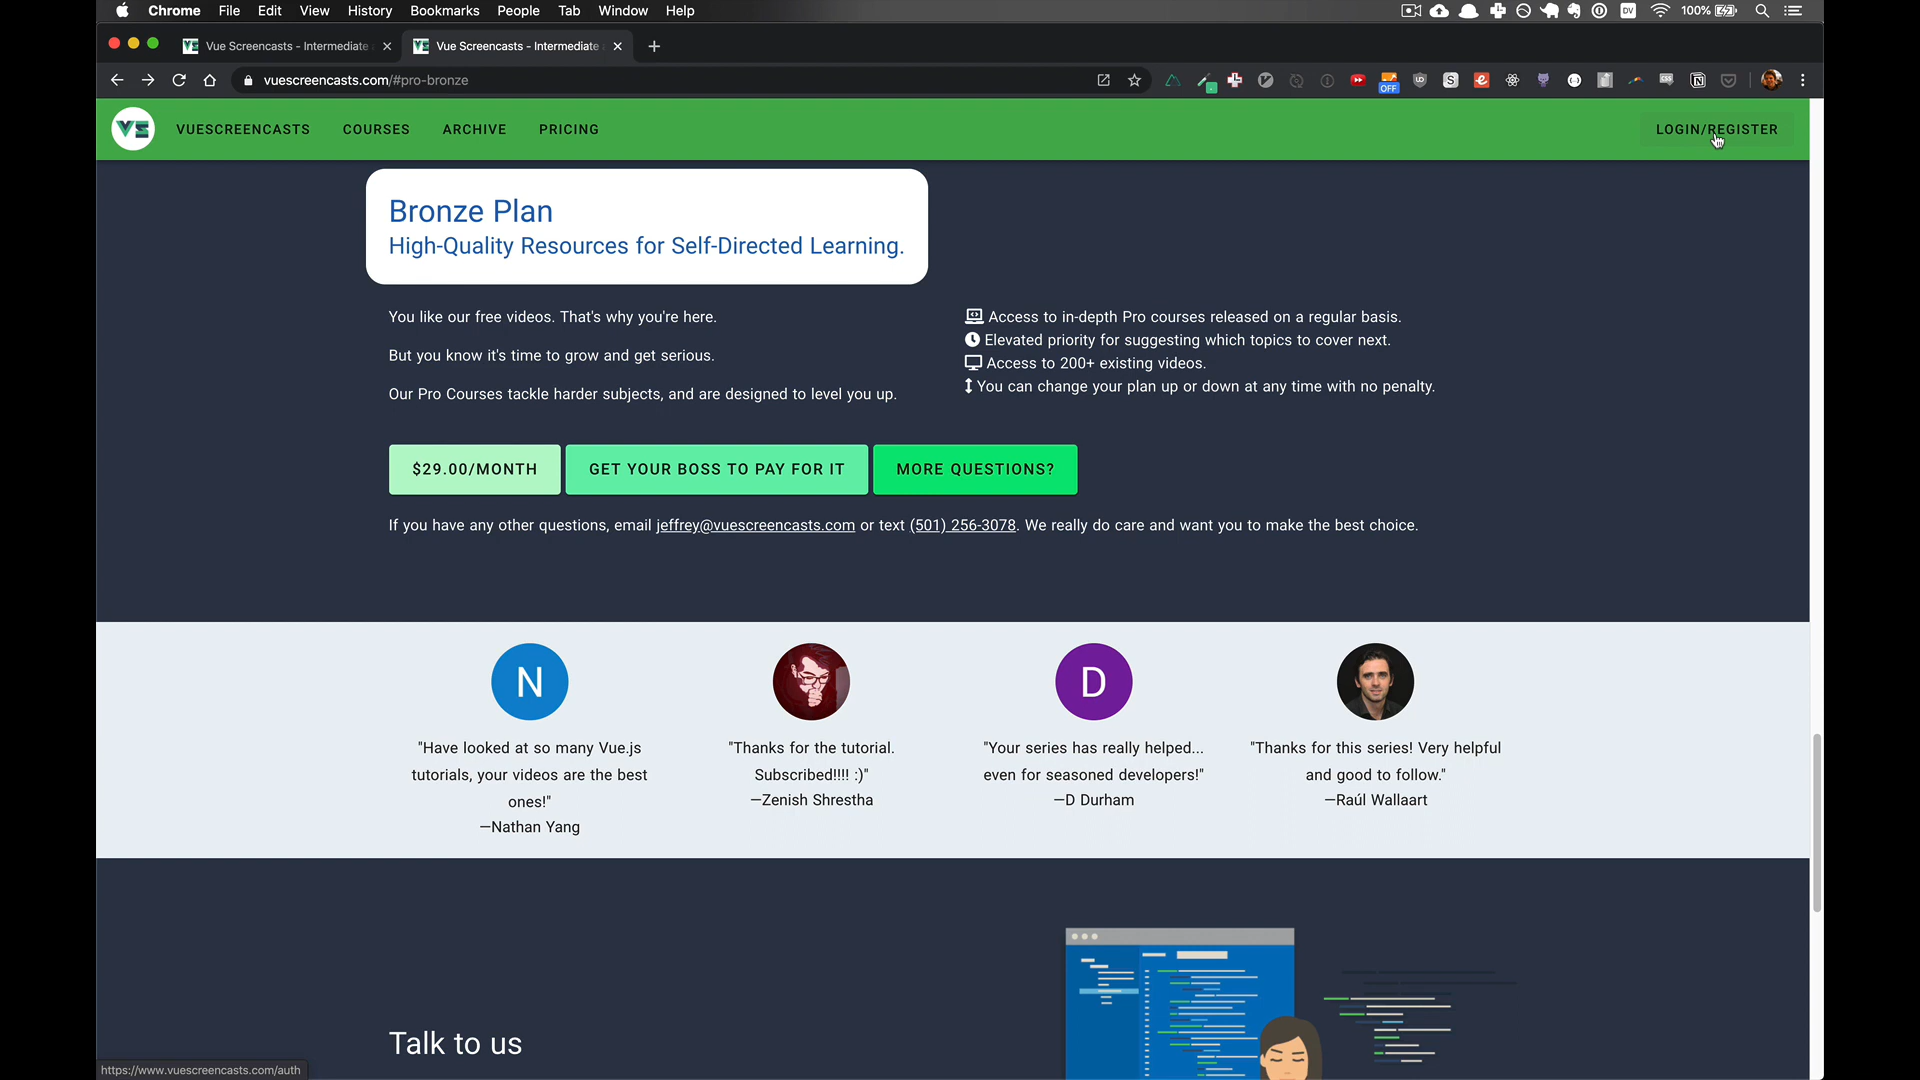 Chrome File Edit View History Bookmarks People Tab Window Help
DV 100%
Vue Screencasts - Intermediate
Vue Screencasts - Intermediate
vuescreencasts.com/#pro-bronze
OFF
VS VUESCREENCASTS COURSES ARCHIVE PRICING LOGIN/REGISTER
Bronze Plan
High-Quality Resources for Self-Directed Learning.
You like our free videos. That's why you're here.
But you know it's time to grow and get serious.
Our Pro Courses tackle harder subjects, and are designed to level you up.
Access to in-depth Pro courses released on a regular basis.
Elevated priority for suggesting which topics to cover next.
Access to 200+ existing videos.
You can change your plan up or down at any time with no penalty.
$29.00/MONTH GET YOUR BOSS TO PAY FOR IT MORE QUESTIONS?
If you have any other questions, email jeffrey@vuescreencasts.com or text (501) 256-3078. We really do care and want you to make the best choice.
N
"Have looked at so many Vue.js
tutorials, your videos are the best
ones!"
—Nathan Yang
"Thanks for the tutorial.
Subscribed!!!! :)"
—Zenish Shrestha
D
"Your series has really helped...
even for seasoned developers!"
—D Durham
"Thanks for this series! Very helpful
and good to follow."
—Raúl Wallaart
Talk to us
https://www.vuescreencasts.com/auth